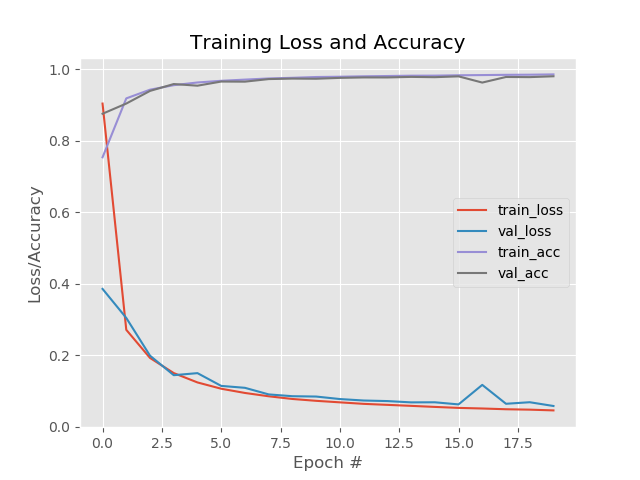 Training Loss and Accuracy
1.0
0.8
0.6
0.4
0.2
0.0
Loss/Accuracy
train_loss
val_loss
train_acc
val_acc
0.0 2.5 5.0 7.5 10.0 12.5 15.0 17.5
Epoch #